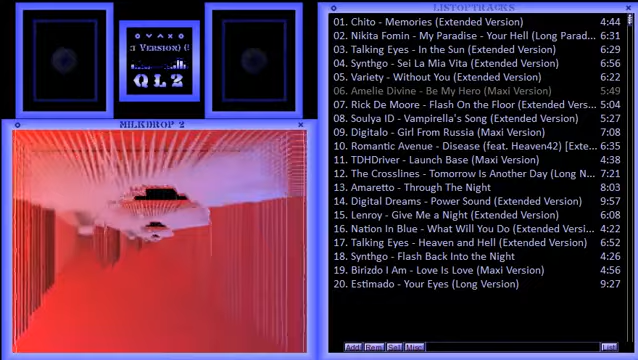 Version) (
QL2
MILKDROP 2
LIST OF TRACKS
01. Chito - Memories (Extended Version) 4:44
02. Nikita Fomin - My Paradise - Your Hell (Long Parad... 6:31
03. Talking Eyes - In the Sun (Extended Version) 6:29
04. Synthgo - Sei La Mia Vita (Extended Version) 6:56
05. Variety - Without You (Extended Version) 6:22
06. Amelie Divine - Be My Hero (Maxi Version) 5:49
07. Rick De Moore - Flash On the Floor (Extended Vers... 5:04
08. Soulya ID - Vampirella's Song (Extended Version) 5:27
09. Digitalo - Girl From Russia (Maxi Version) 7:08
10. Romantic Avenue - Disease (feat. Heaven42) [Exte... 6:35
11. TDHDriver - Launch Base (Maxi Version) 4:38
12. The Crosslines - Tomorrow Is Another Day (Long N... 7:21
13. Amaretto - Through The Night 8:03
14. Digital Dreams - Power Sound (Extended Version) 9:57
15. Lenroy - Give Me a Night (Extended Version) 6:08
16. Nation In Blue - What Will You Do (Extended Versi... 4:22
17. Talking Eyes - Heaven and Hell (Extended Version) 6:52
18. Synthgo - Flash Back Into the Night 4:26
19. Birizdo I Am - Love Is Love (Maxi Version) 4:56
20. Estimado - Your Eyes (Long Version) 9:27
Add Rem Sel Misc List